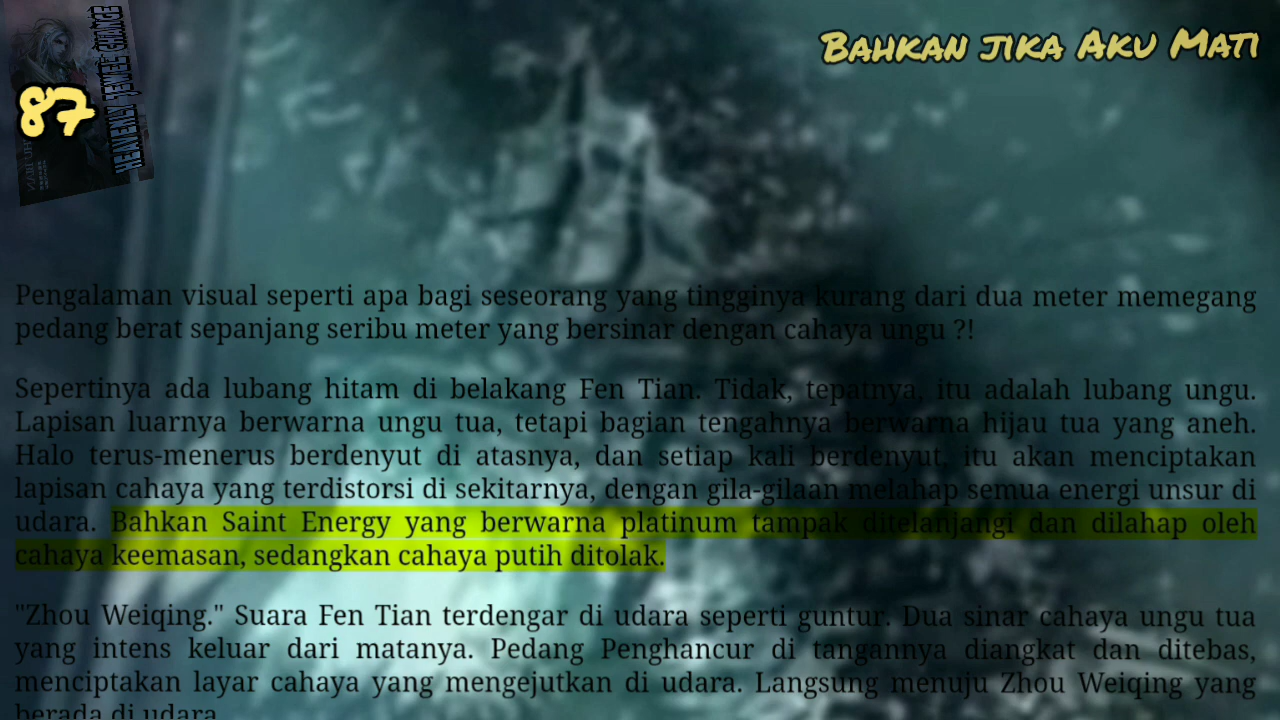 Bahkan jika Aku Mati
87
HEAVENLY JEWEL CHANGE
Pengalaman visual seperti apa bagi seseorang yang tingginya kurang dari dua meter memegang
pedang berat sepanjang seribu meter yang bersinar dengan cahaya ungu ?!
Sepertinya ada lubang hitam di belakang Fen Tian. Tidak, tepatnya, itu adalah lubang ungu.
Lapisan luarnya berwarna ungu tua, tetapi bagian tengahnya berwarna hijau tua yang aneh.
Halo terus-menerus berdenyut di atasnya, dan setiap kali berdenyut, itu akan menciptakan
lapisan cahaya yang terdistorsi di sekitarnya, dengan gila-gilaan melahap semua energi unsur di
udara. Bahkan Saint Energy yang berwarna platinum tampak ditelanjangi dan dilahap oleh
cahaya keemasan, sedangkan cahaya putih ditolak.
"Zhou Weiqing." Suara Fen Tian terdengar di udara seperti guntur. Dua sinar cahaya ungu tua
yang intens keluar dari matanya. Pedang Penghancur di tangannya diangkat dan ditebas,
menciptakan layar cahaya yang mengejutkan di udara. Langsung menuju Zhou Weiqing yang
berada di udara.